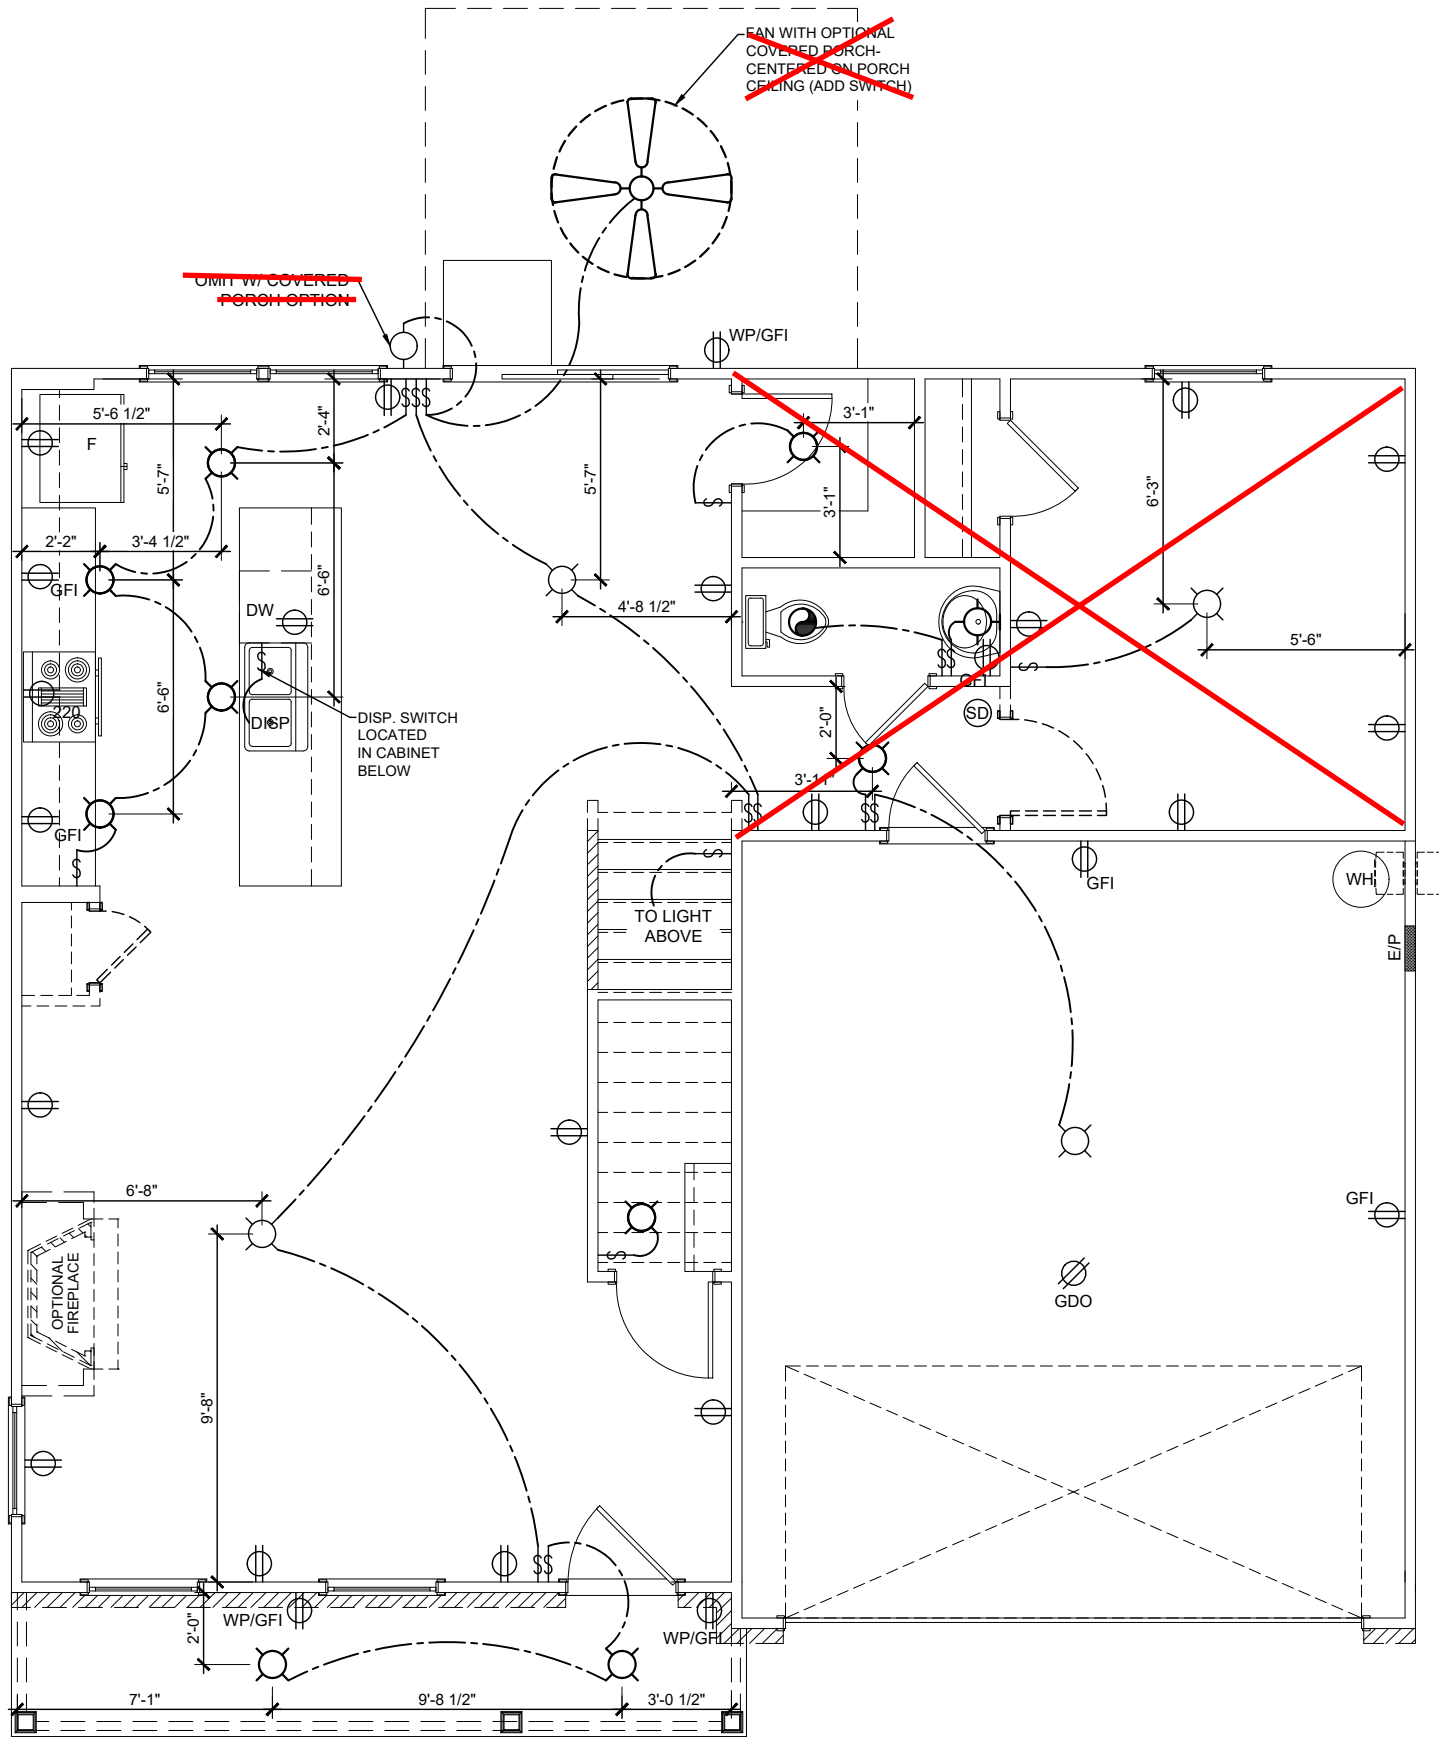 FAN WITH OPTIONAL
COVERED PORCH-
CENTERED ON PORCH
CEILING (ADD SWITCH)
OMIT W/ COVERED
PORCH OPTION
WP/GFI
5'-6 1/2"
2'-4"
3'-1"
F
5'-7"
5'-7"
3'-1"
6'-3"
2'-2"
3'-4 1/2"
GFI
6'-6"
DW
4'-8 1/2"
5'-6"
GFI
6'-6"
220
DISP
DISP. SWITCH
LOCATED
IN CABINET
BELOW
2'-0"
SD
3'-1"
GFI
TO LIGHT
ABOVE
GFI
WH
E/P
6'-8"
GFI
OPTIONAL
FIREPLACE
GDO
9'-8"
2'-0"
WP/GFI
WP/GFI
7'-1"
9'-8 1/2"
3'-0 1/2"